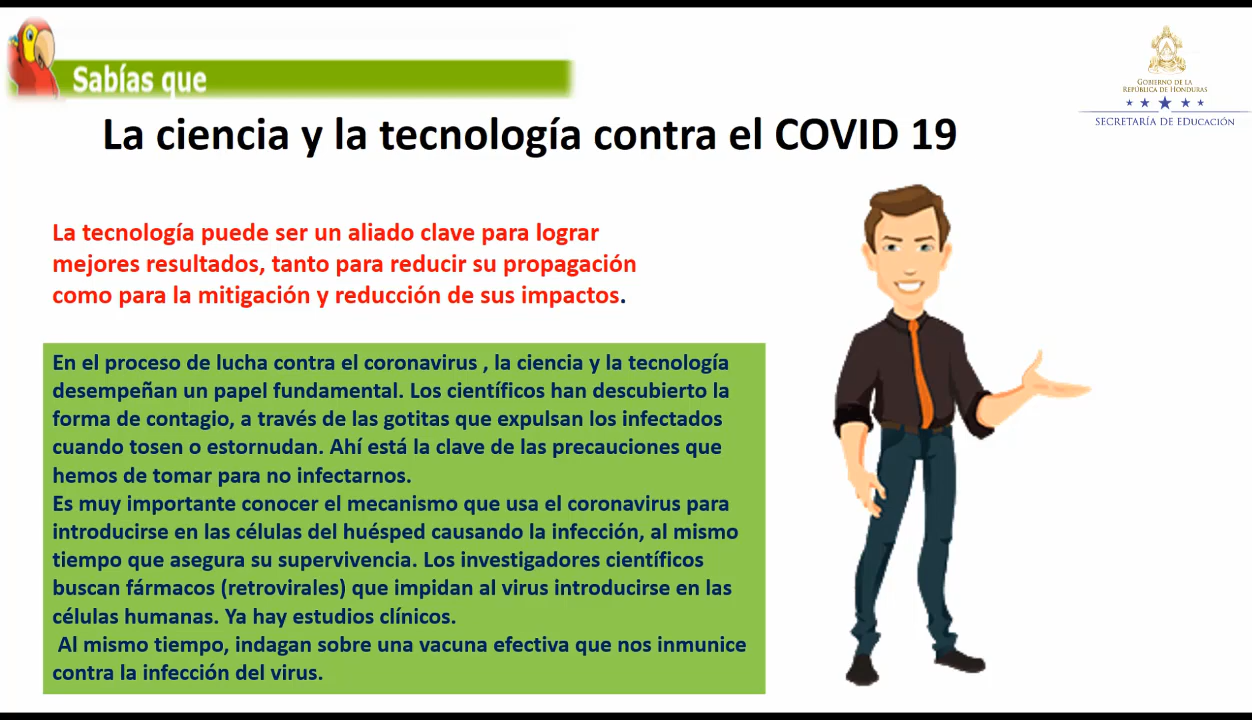 Sabías que
GOBIERNO DE LA
REPÚBLICA DE HONDURAS
SECRETARÍA DE EDUCACIÓN
La ciencia y la tecnología contra el COVID 19
La tecnología puede ser un aliado clave para lograr
mejores resultados, tanto para reducir su propagación
como para la mitigación y reducción de sus impactos.
En el proceso de lucha contra el coronavirus , la ciencia y la tecnología
desempeñan un papel fundamental. Los científicos han descubierto la
forma de contagio, a través de las gotitas que expulsan los infectados
cuando tosen o estornudan. Ahí está la clave de las precauciones que
hemos de tomar para no infectarnos.
Es muy importante conocer el mecanismo que usa el coronavirus para
introducirse en las células del huésped causando la infección, al mismo
tiempo que asegura su supervivencia. Los investigadores científicos
buscan fármacos (retrovirales) que impidan al virus introducirse en las
células humanas. Ya hay estudios clínicos.
Al mismo tiempo, indagan sobre una vacuna efectiva que nos inmunice
contra la infección del virus.